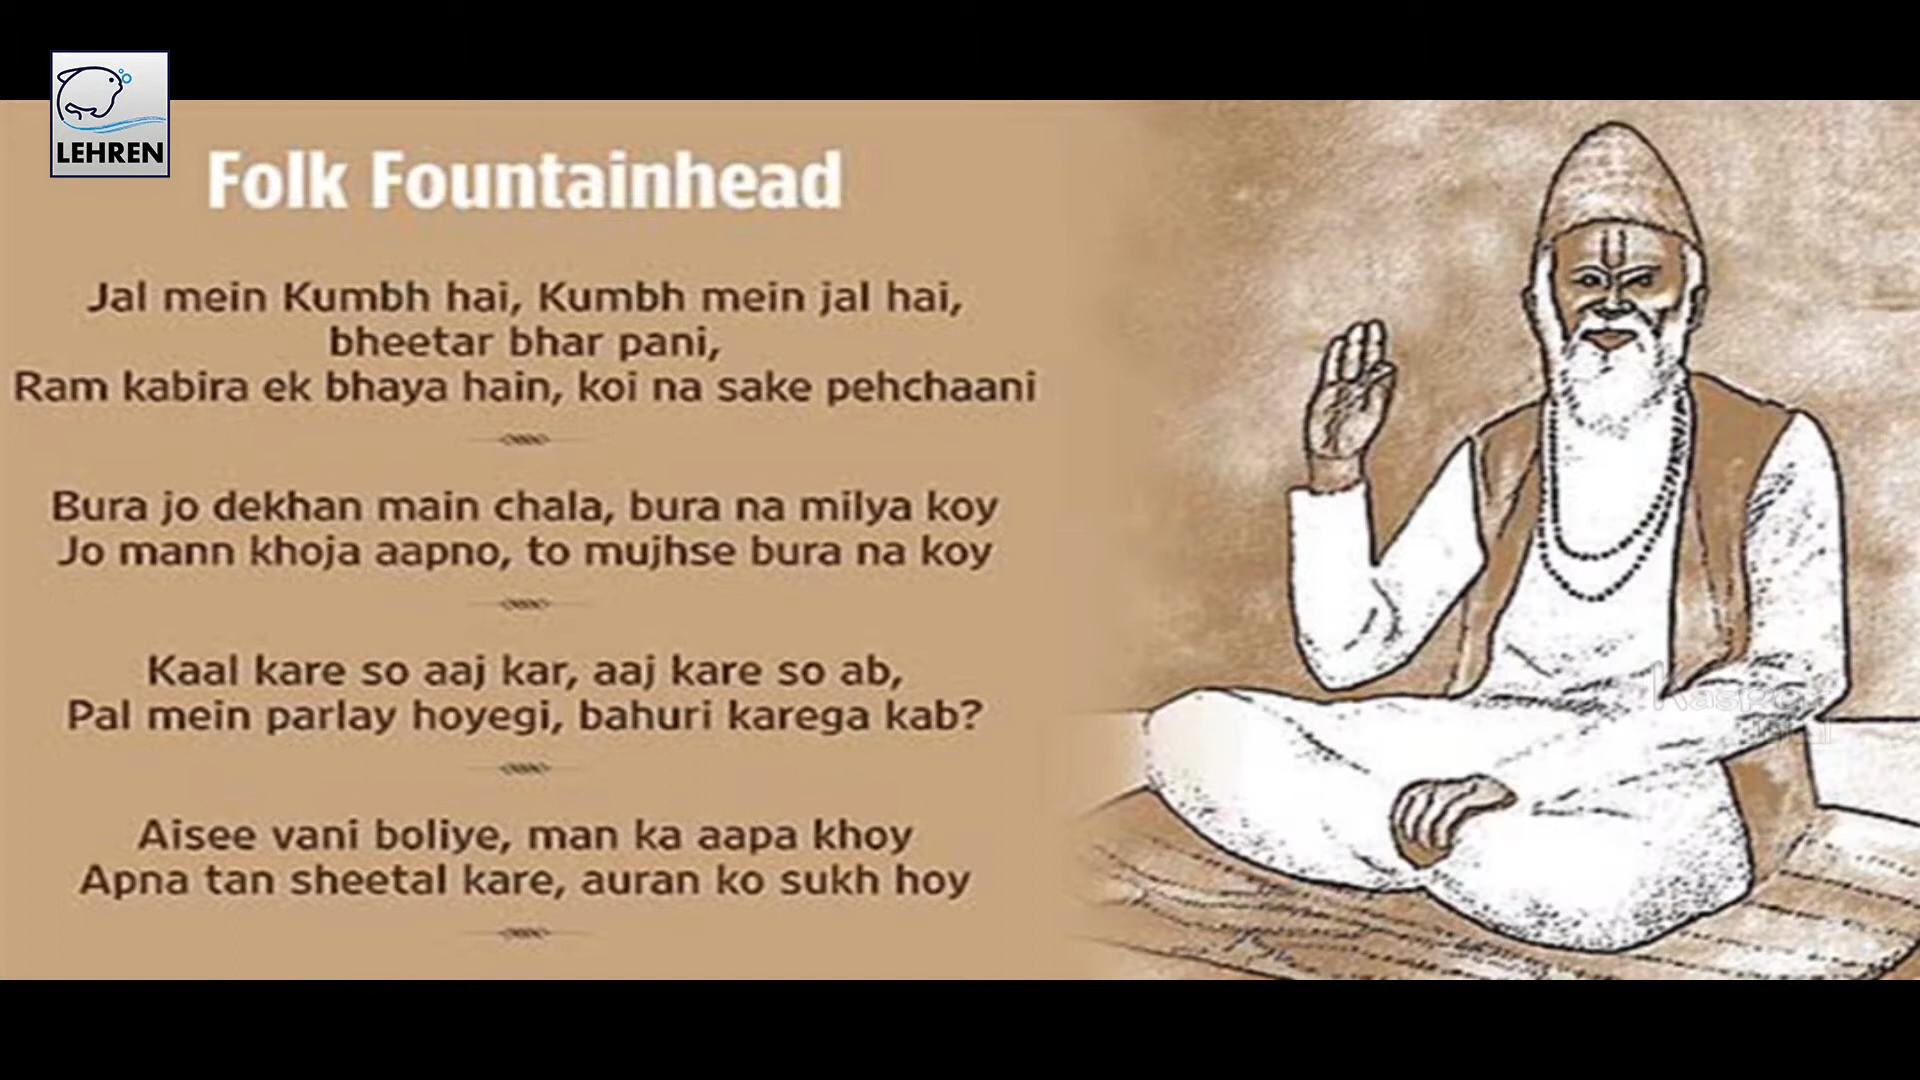 LEHREN
Folk Fountainhead
Jal mein Kumbh hai, Kumbh mein jal hai,
bheetar bhar pani,
Ram kabira ek bhaya hain, koi na sake pehchaani
Bura jo dekhan main chala, bura na milya koy
Jo mann khoja aapno, to mujhse bura na koy
Kaal kare so aaj kar, aaj kare so ab,
Pal mein parlay hoyegi, bahuri karega kab?
Aisee vani boliye, man ka aapa khoy
Apna tan sheetal kare, auran ko sukh hoy